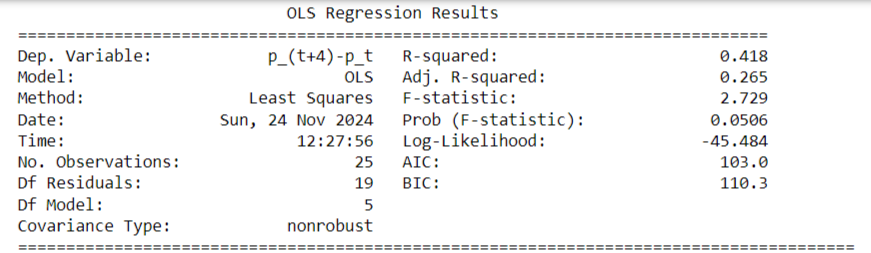 OLS Regression Results
==============================================================================
Dep. Variable: p_(t+4)-p_t R-squared: 0.418
Model: OLS Adj. R-squared: 0.265
Method: Least Squares F-statistic: 2.729
Date: Sun, 24 Nov 2024 Prob (F-statistic): 0.0506
Time: 12:27:56 Log-Likelihood: -45.484
No. Observations: 25 AIC: 103.0
Df Residuals: 19 BIC: 110.3
Df Model: 5
Covariance Type: nonrobust
=======================================================================================